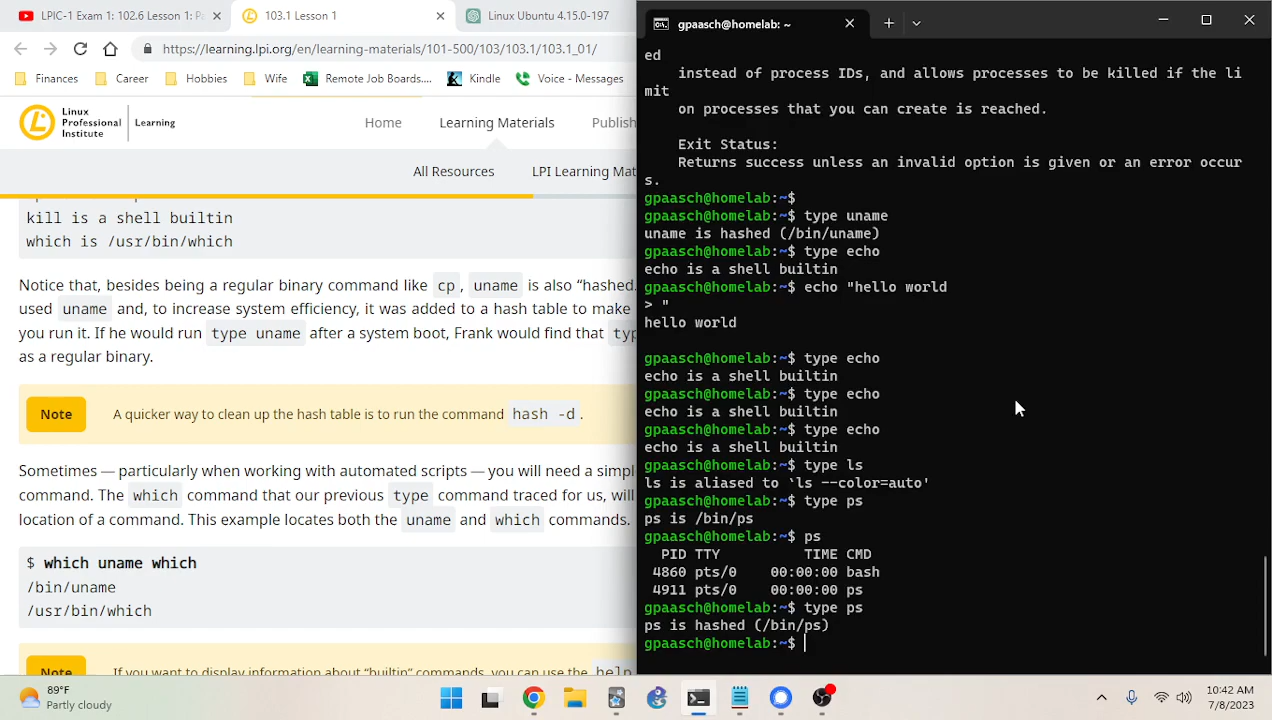 LPIC-1 Exam 1: 102.6 Lesson 1: Pa
103.1 Lesson 1
Linux Ubuntu 4.15.0-197
https://learning.lpi.org/en/learning-materials/101-500/103/103.1/103.1_01/
Finances
Career
Hobbies
Wife
Remote Job Boards....
Kindle
Voice - Messages
Linux
Professional
Institute
Learning
Home
Learning Materials
Publish
All Resources
LPI Learning Mat
kill is a shell builtin
which is /usr/bin/which
Notice that, besides being a regular binary command like cp, uname is also “hashed.
used uname and, to increase system efficiency, it was added to a hash table to make
you run it. If he would run type uname after a system boot, Frank would find that typ
as a regular binary.
Note A quicker way to clean up the hash table is to run the command hash -d.
Sometimes — particularly when working with automated scripts — you will need a simpl
command. The which command that our previous type command traced for us, will
location of a command. This example locates both the uname and which commands.
$ which uname which
/bin/uname
/usr/bin/which
Note If you want to display information about “builtin” commands, you can use the help
gpaasch@homelab: ~
ed
instead of process IDs, and allows processes to be killed if the li
mit
on processes that you can create is reached.
Exit Status:
Returns success unless an invalid option is given or an error occur
s.
gpaasch@homelab:~$
gpaasch@homelab:~$ type uname
uname is hashed (/bin/uname)
gpaasch@homelab:~$ type echo
echo is a shell builtin
gpaasch@homelab:~$ echo "hello world
> "
hello world
gpaasch@homelab:~$ type echo
echo is a shell builtin
gpaasch@homelab:~$ type echo
echo is a shell builtin
gpaasch@homelab:~$ type echo
echo is a shell builtin
gpaasch@homelab:~$ type ls
ls is aliased to `ls --color=auto'
gpaasch@homelab:~$ type ps
ps is /bin/ps
gpaasch@homelab:~$ ps
PID TTY TIME CMD
4860 pts/0 00:00:00 bash
4911 pts/0 00:00:00 ps
gpaasch@homelab:~$ type ps
ps is hashed (/bin/ps)
gpaasch@homelab:~$
89°F
Partly cloudy
10:42 AM
7/8/2023